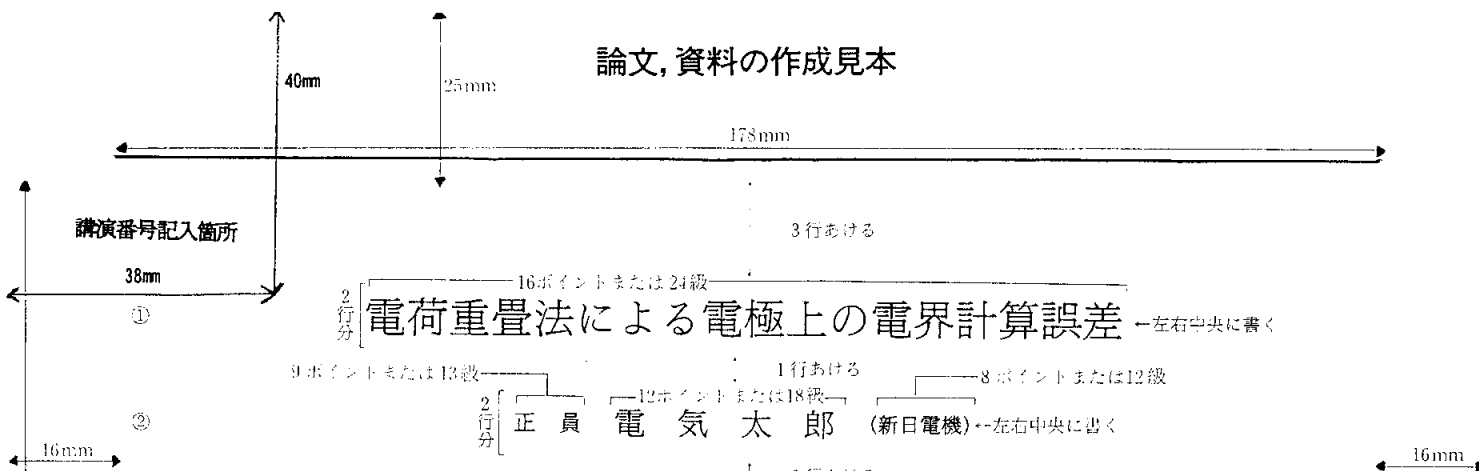 論文,資料の作成見本
40mm
25mm
178mm
講演番号記入箇所
3行あける
38mm
16ポイントまたは24級
① 2行分 電荷重畳法による電極上の電界計算誤差 ←左右中央に書く
1行あける
9ポイントまたは13級 12ポイントまたは18級 8ポイントまたは12級
② 2行分 正員 電気太郎 (新日電機) ←左右中央に書く
16mm 16mm